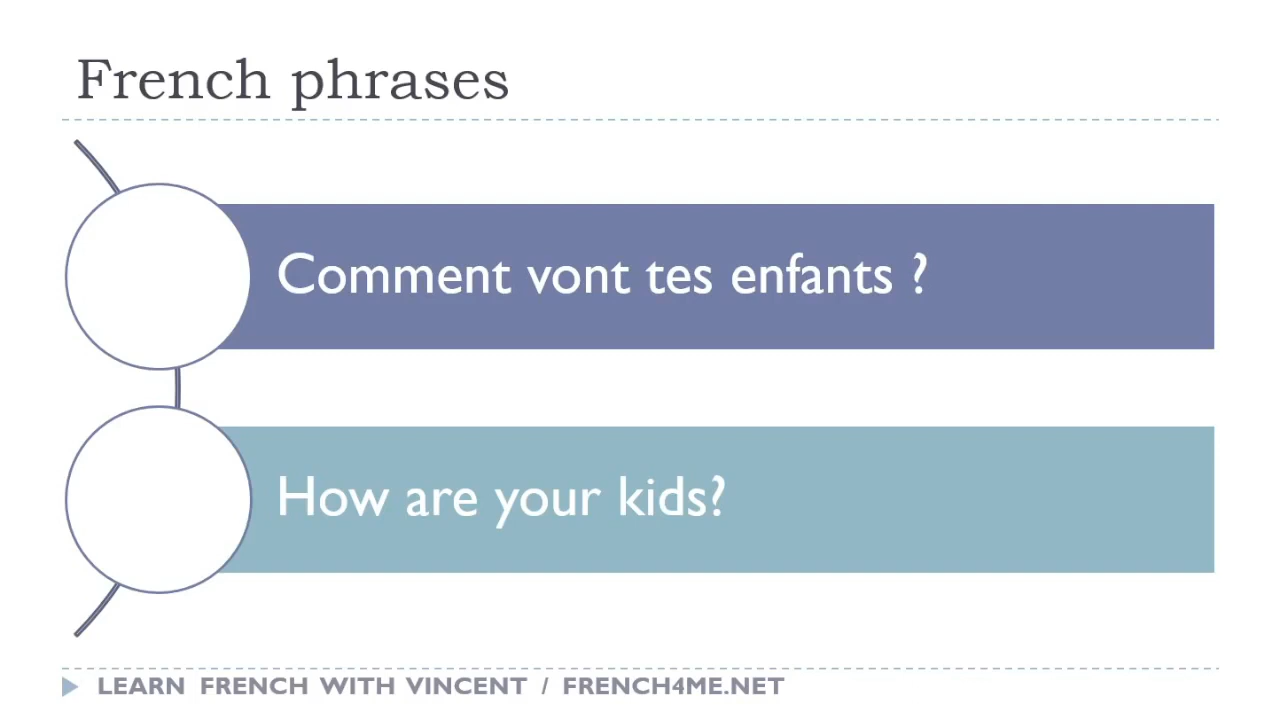 French phrases
Comment vont tes enfants ?
How are your kids?
LEARN FRENCH WITH VINCENT / FRENCH4ME.NET